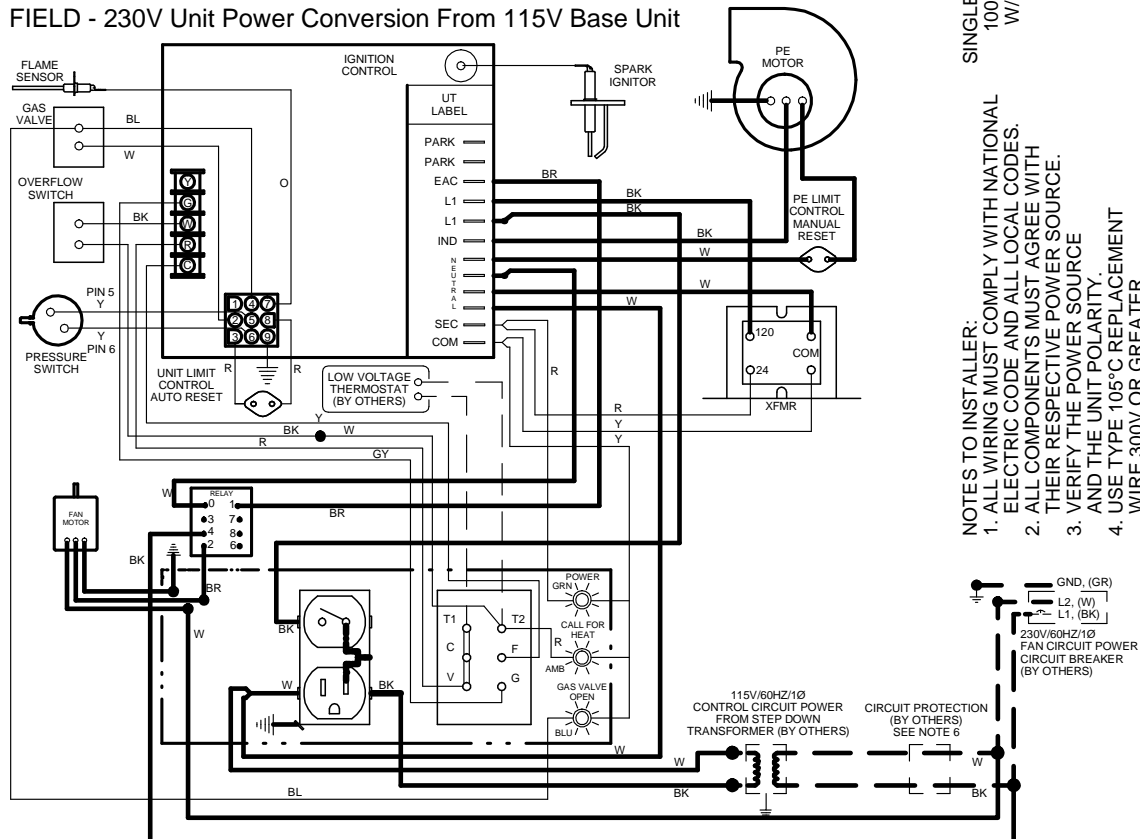 FIELD - 230V Unit Power Conversion From 115V Base Unit
FLAME
SENSOR
GAS
VALVE
BL
W
OVERFLOW
SWITCH
BK
PIN 5
Y
Y
PIN 6
PRESSURE
SWITCH
IGNITION
CONTROL
UT
LABEL
PARK
PARK
EAC
L1
L1
IND
NEUTRAL
SEC
COM
Y
G
W
R
C
O
1 4 7
2 5 8
3 6 9
R
R
UNIT LIMIT
CONTROL
AUTO RESET
SPARK
IGNITOR
PE
MOTOR
PE LIMIT
CONTROL
MANUAL
RESET
BR
BK
BK
BK
W
W
W
120
COM
24
XFMR
R
R
Y
Y
LOW VOLTAGE
THERMOSTAT
(BY OTHERS)
Y
BK
W
R
GY
FAN
MOTOR
W
RELAY
0 1
3 7
4 8
2 6
BR
BK
BR
W
BK
W
BK
T1
T2
C
F
V
G
POWER
GRN
CALL FOR
HEAT
R
AMB
GAS VALVE
OPEN
BLU
W
BL
W
BK
115V/60HZ/1Ø
CONTROL CIRCUIT POWER
FROM STEP DOWN
TRANSFORMER (BY OTHERS)
CIRCUIT PROTECTION
(BY OTHERS)
SEE NOTE 6
W
BK
GND, (GR)
L2, (W)
L1, (BK)
230V/60HZ/1Ø
FAN CIRCUIT POWER
CIRCUIT BREAKER
(BY OTHERS)
SINGLE
100
W/
NOTES TO INSTALLER:
1. ALL WIRING MUST COMPLY WITH NATIONAL
ELECTRIC CODE AND ALL LOCAL CODES.
2. ALL COMPONENTS MUST AGREE WITH
THEIR RESPECTIVE POWER SOURCE.
3. VERIFY THE POWER SOURCE
AND THE UNIT POLARITY.
4. USE TYPE 105°C REPLACEMENT
WIRE 300V OR GREATER